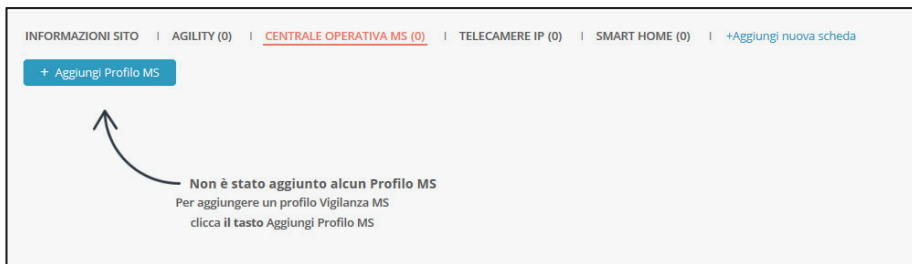 INFORMAZIONI SITO | AGILITY (0) | CENTRALE OPERATIVA MS (0) | TELECAMERE IP (0) | SMART HOME (0) | +Aggiungi nuova scheda
+ Aggiungi Profilo MS
Non è stato aggiunto alcun Profilo MS
Per aggiungere un profilo Vigilanza MS
clicca il tasto Aggiungi Profilo MS